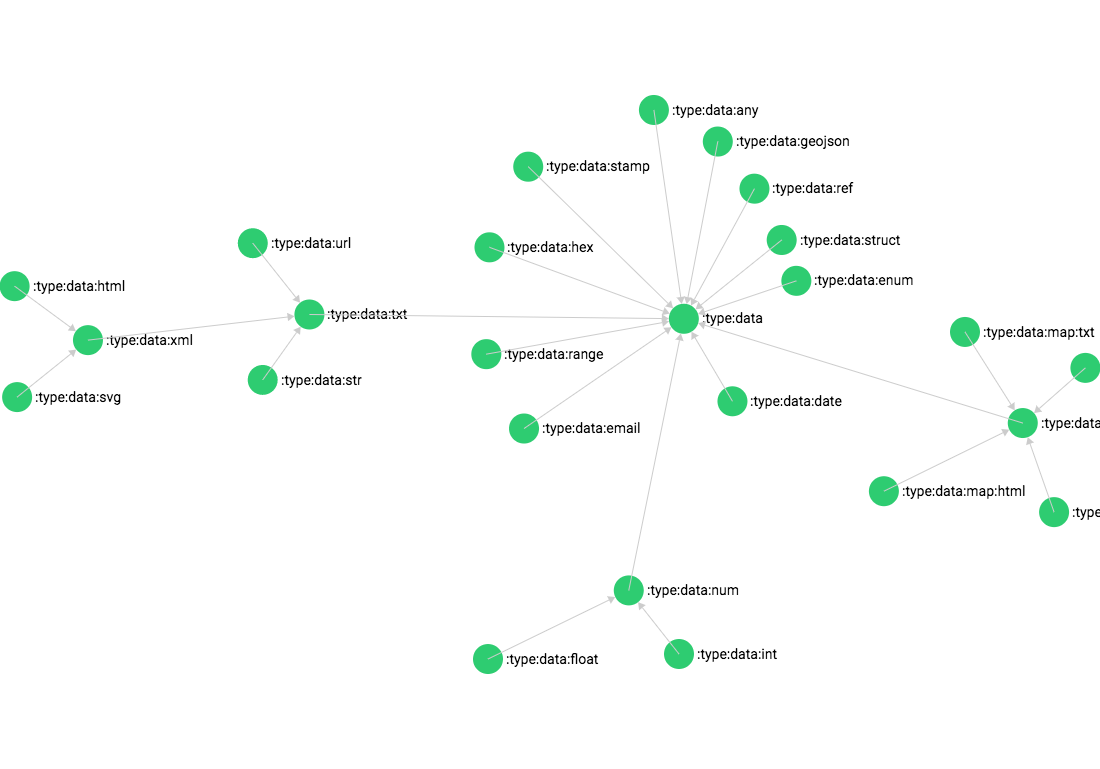 :type:data:any
:type:data:geojson
:type:data:stamp
:type:data:ref
:type:data:url
:type:data:struct
:type:data:hex
:type:data:enum
:type:data:html
:type:data:txt
:type:data
:type:data:map:txt
:type:data:xml
:type:data:range
:type:data:str
:type:data:svg
:type:data:date
:type:data
:type:data:email
:type:data:map:html
:type
:type:data:num
:type:data:int
:type:data:float